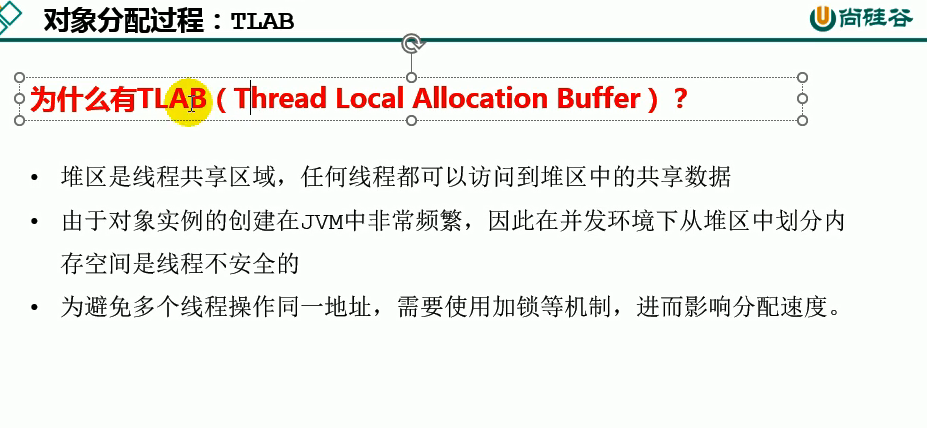 对象分配过程：TLAB
尚硅谷
为什么有TLAB（Thread Local Allocation Buffer）？
• 堆区是线程共享区域，任何线程都可以访问到堆区中的共享数据
• 由于对象实例的创建在JVM中非常频繁，因此在并发环境下从堆区中划分内
存空间是线程不安全的
• 为避免多个线程操作同一地址，需要使用加锁等机制，进而影响分配速度。